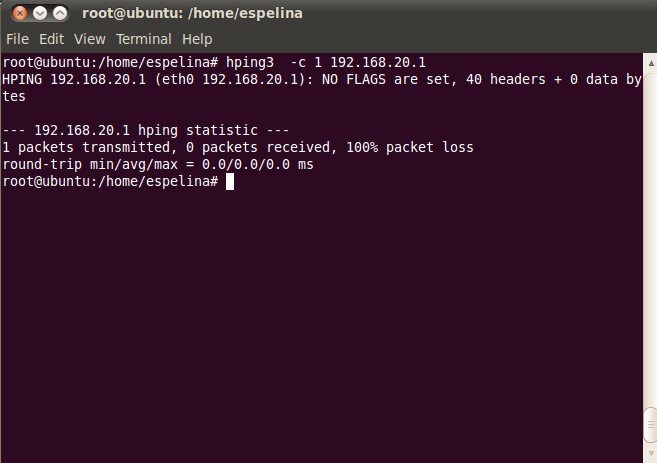 root@ubuntu: /home/espelina
File Edit View Terminal Help
root@ubuntu:/home/espelina# hping3  -c 1 192.168.20.1
HPING 192.168.20.1 (eth0 192.168.20.1): NO FLAGS are set, 40 headers + 0 data by
tes
--- 192.168.20.1 hping statistic ---
1 packets transmitted, 0 packets received, 100% packet loss
round-trip min/avg/max = 0.0/0.0/0.0 ms
root@ubuntu:/home/espelina#